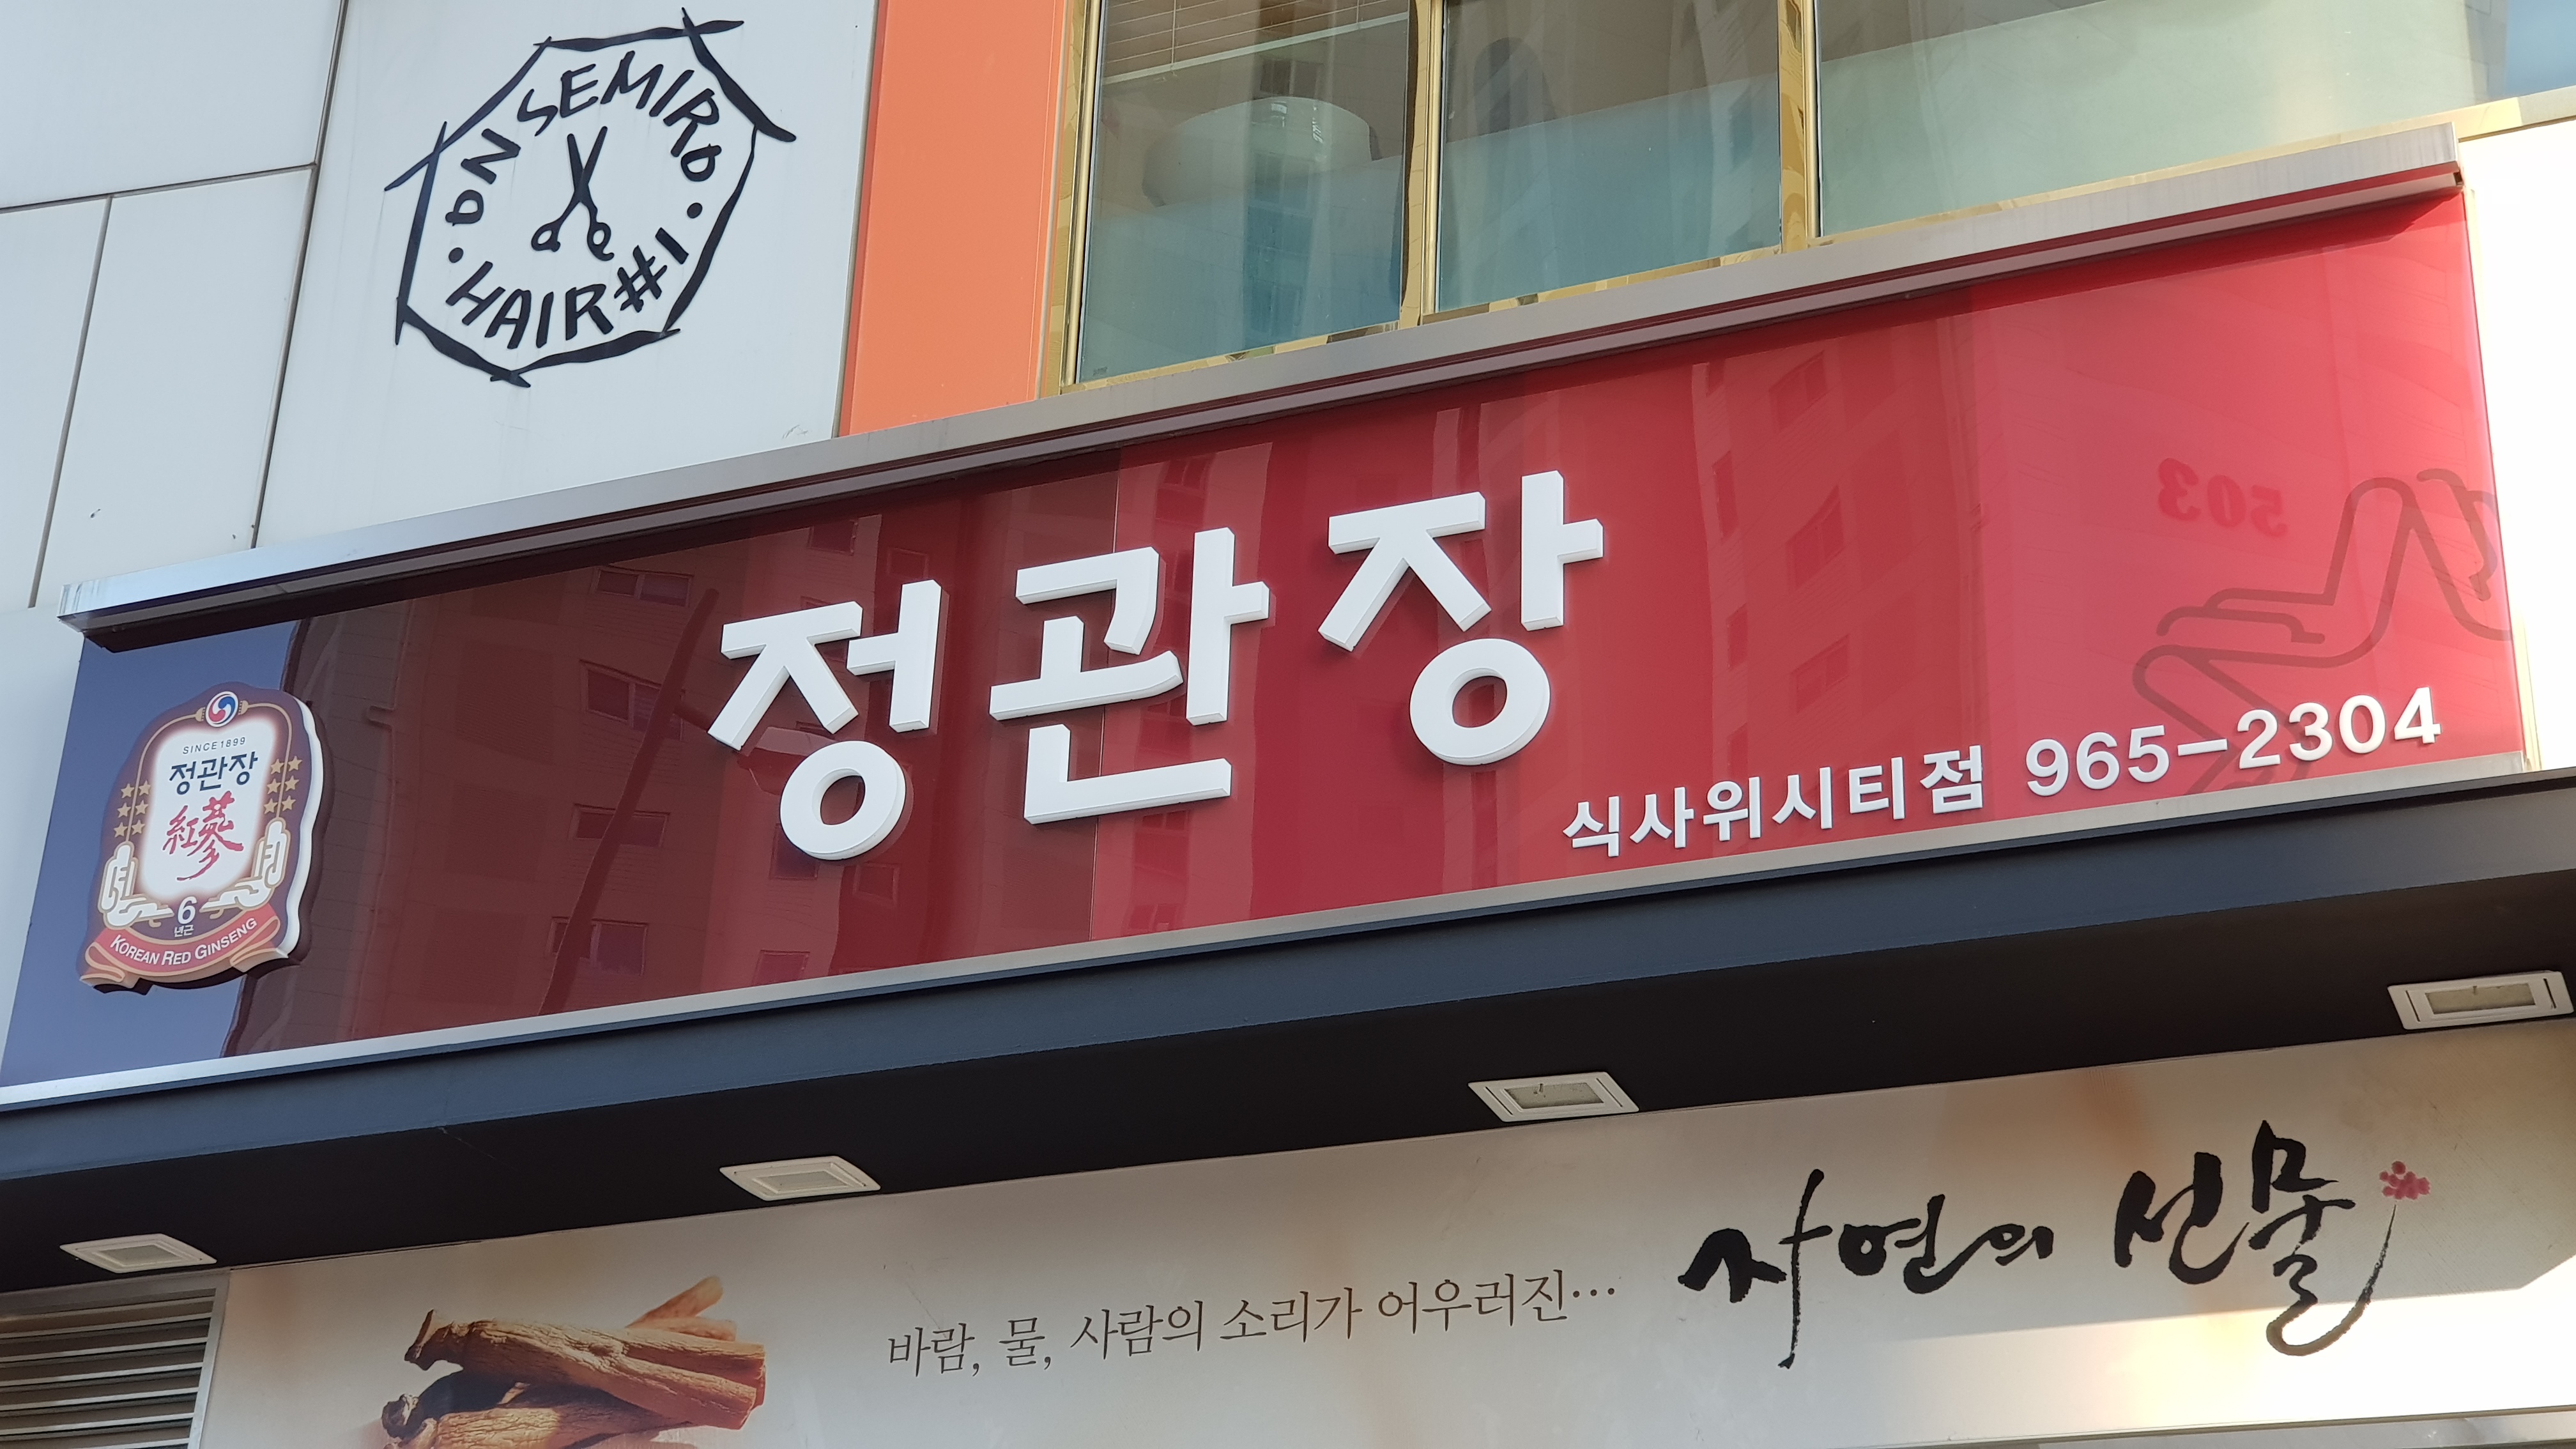 NaNSEMIRo
HAIR#1
정관장
식사위시티점 965-2304
SINCE1899
정관장
紅蔘
6
년근
KOREAN RED GINSENG
503
바람, 물, 사람의 소리가 어우러진...
자연의 선물